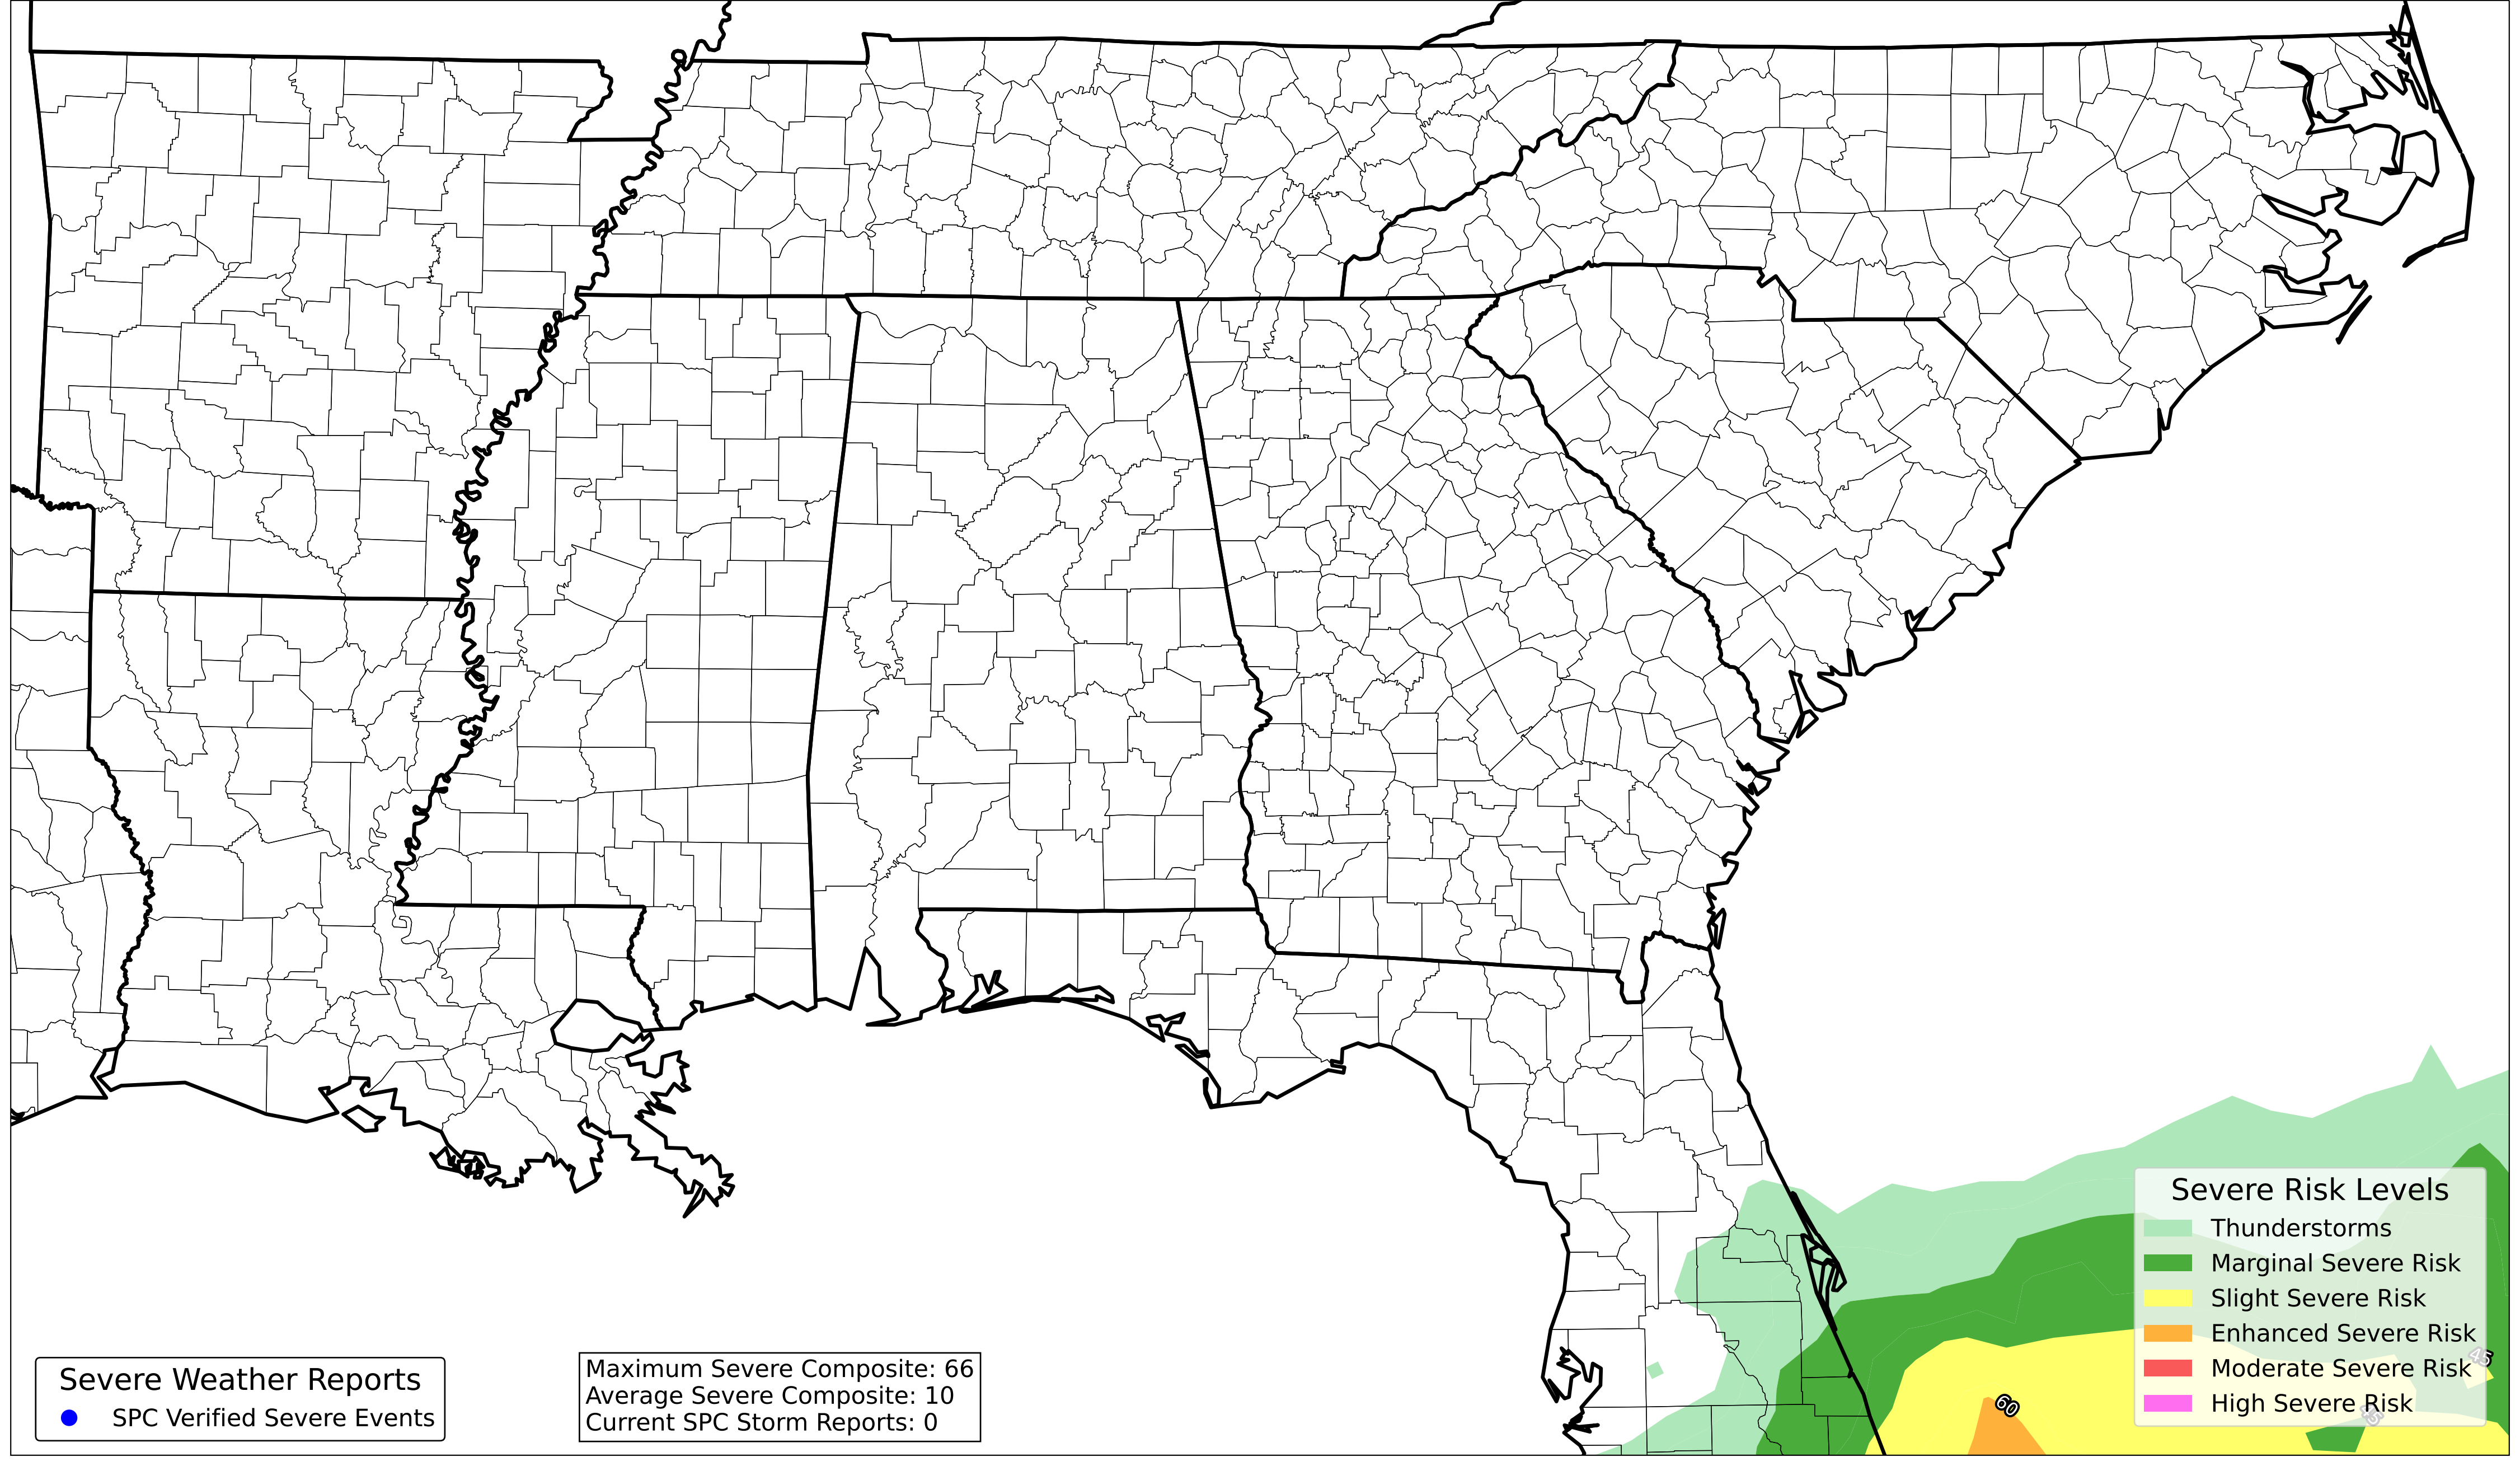 60
45
45
Severe Risk Levels
Thunderstorms
Marginal Severe Risk
Slight Severe Risk
Enhanced Severe Risk
Moderate Severe Risk
High Severe Risk
Severe Weather Reports
SPC Verified Severe Events
Maximum Severe Composite: 66
Average Severe Composite: 10
Current SPC Storm Reports: 0